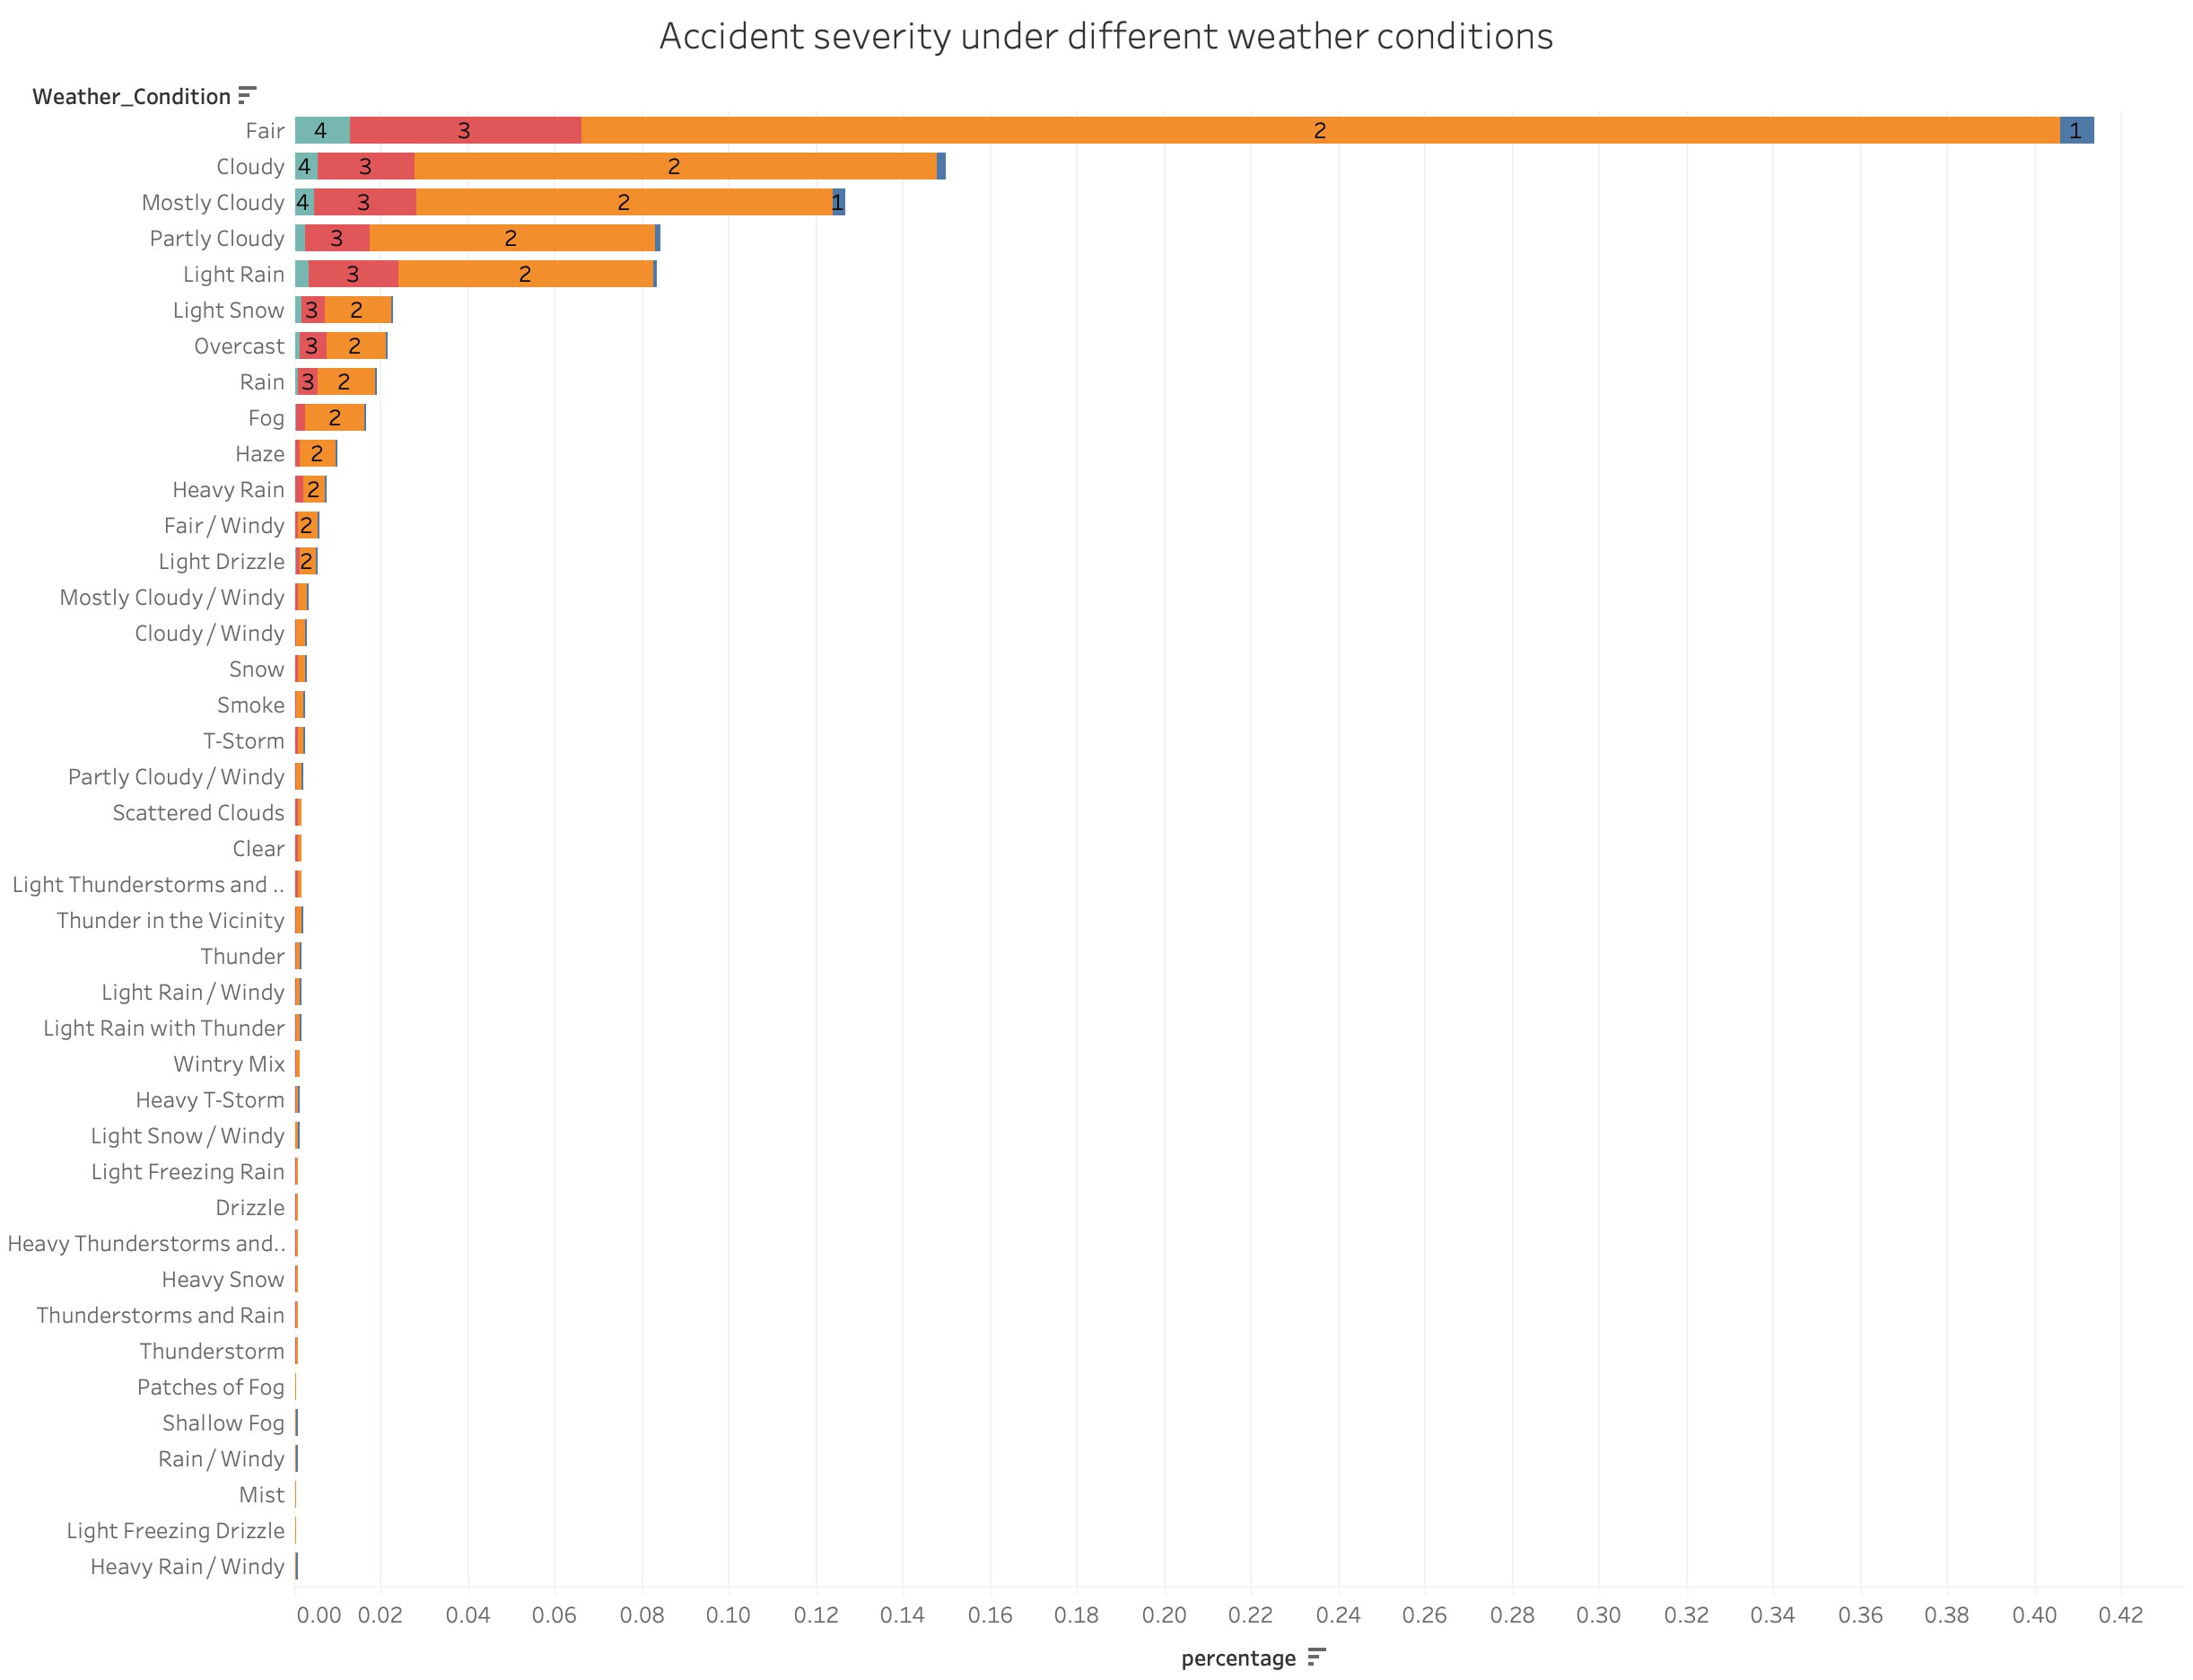 Accident severity under different weather conditions
Weather_Condition
Fair 4 3 2 1
Cloudy 4 3 2
Mostly Cloudy 4 3 2 1
Partly Cloudy 3 2
Light Rain 3 2
Light Snow 3 2
Overcast 3 2
Rain 3 2
Fog 2
Haze 2
Heavy Rain 2
Fair / Windy 2
Light Drizzle 2
Mostly Cloudy / Windy
Cloudy / Windy
Snow
Smoke
T-Storm
Partly Cloudy / Windy
Scattered Clouds
Clear
Light Thunderstorms and ..
Thunder in the Vicinity
Thunder
Light Rain / Windy
Light Rain with Thunder
Wintry Mix
Heavy T-Storm
Light Snow / Windy
Light Freezing Rain
Drizzle
Heavy Thunderstorms and..
Heavy Snow
Thunderstorms and Rain
Thunderstorm
Patches of Fog
Shallow Fog
Rain / Windy
Mist
Light Freezing Drizzle
Heavy Rain / Windy
0.00 0.02 0.04 0.06 0.08 0.10 0.12 0.14 0.16 0.18 0.20 0.22 0.24 0.26 0.28 0.30 0.32 0.34 0.36 0.38 0.40 0.42
percentage